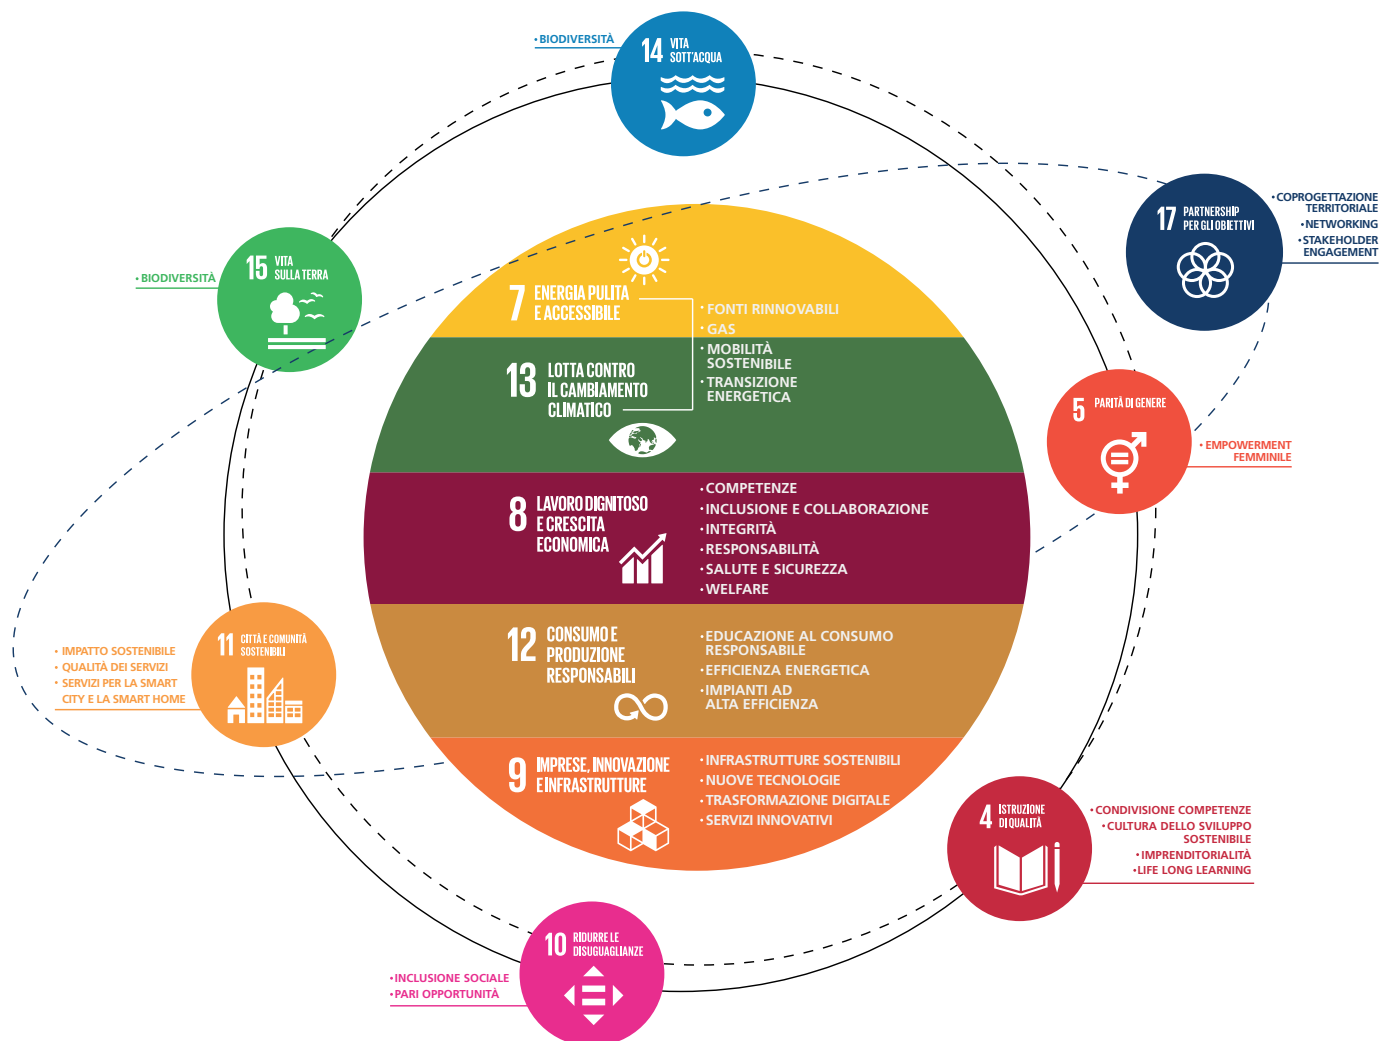 • BIODIVERSITÀ
14 VITA
SOTT'ACQUA
17 PARTNERSHIP
PER GLI OBIETTIVI
• COPROGETTAZIONE
TERRITORIALE
• NETWORKING
• STAKEHOLDER
ENGAGEMENT
15 VITA
SULLA TERRA
• BIODIVERSITÀ
7 ENERGIA PULITA
E ACCESSIBILE
• FONTI RINNOVABILI
• GAS
• MOBILITÀ
SOSTENIBILE
• TRANSIZIONE
ENERGETICA
13 LOTTA CONTRO
IL CAMBIAMENTO
CLIMATICO
5 PARITÀ DI GENERE
• EMPOWERMENT
FEMMINILE
8 LAVORO DIGNITOSO
E CRESCITA
ECONOMICA
• COMPETENZE
• INCLUSIONE E COLLABORAZIONE
• INTEGRITÀ
• RESPONSABILITÀ
• SALUTE E SICUREZZA
• WELFARE
11 CITTÀ E COMUNITÀ
SOSTENIBILI
• IMPATTO SOSTENIBILE
• QUALITÀ DEI SERVIZI
• SERVIZI PER LA SMART
CITY E LA SMART HOME
12 CONSUMO E
PRODUZIONE
RESPONSABILI
• EDUCAZIONE AL CONSUMO
RESPONSABILE
• EFFICIENZA ENERGETICA
• IMPIANTI AD
ALTA EFFICIENZA
9 IMPRESE, INNOVAZIONE
E INFRASTRUTTURE
• INFRASTRUTTURE SOSTENIBILI
• NUOVE TECNOLOGIE
• TRASFORMAZIONE DIGITALE
• SERVIZI INNOVATIVI
4 ISTRUZIONE
DI QUALITÀ
• CONDIVISIONE COMPETENZE
• CULTURA DELLO SVILUPPO
SOSTENIBILE
• IMPRENDITORIALITÀ
• LIFE LONG LEARNING
10 RIDURRE LE
DISUGUAGLIANZE
• INCLUSIONE SOCIALE
• PARI OPPORTUNITÀ